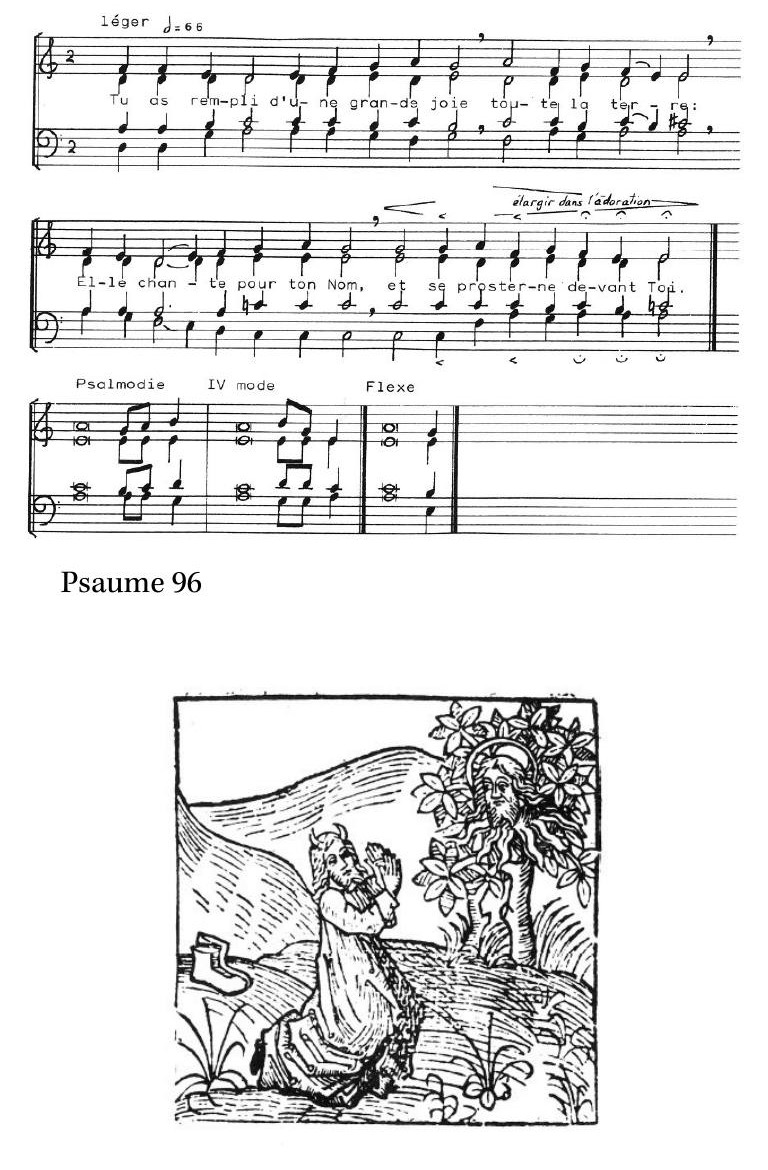 léger 𝅗𝅥=66
2
Tu as rem-pli d'u-ne gran-de joie tou-te la ter-re:
2
élargir dans l'adoration
El-le chan-te pour ton Nom, et se proster-ne de-vant Toi.
Psalmodie IV mode Flexe
Psaume 96